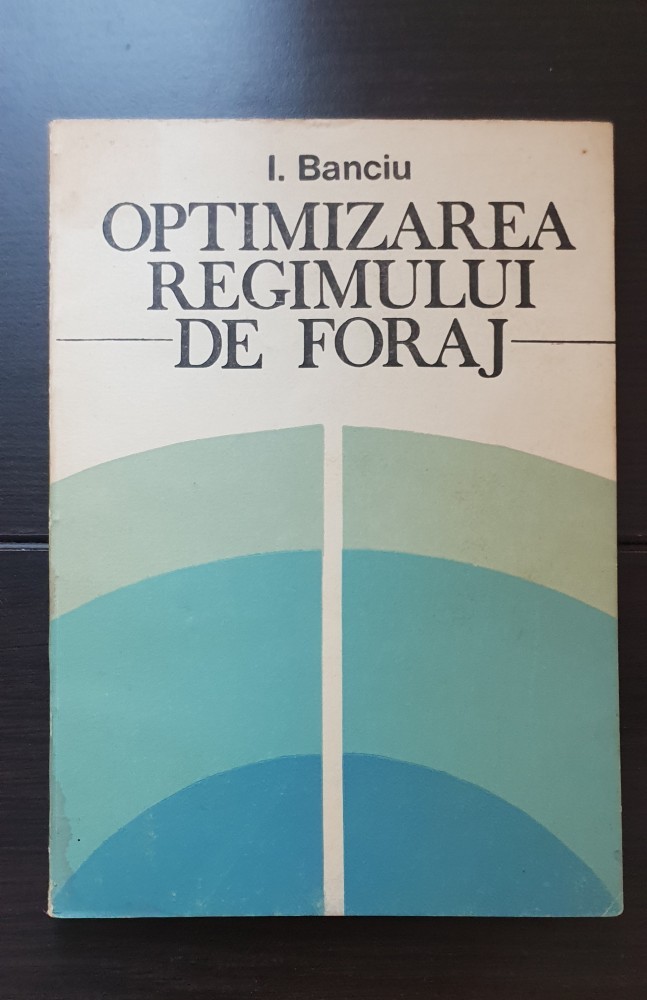 I. Banciu
OPTIMIZAREA
REGIMULUI
DE FORAJ